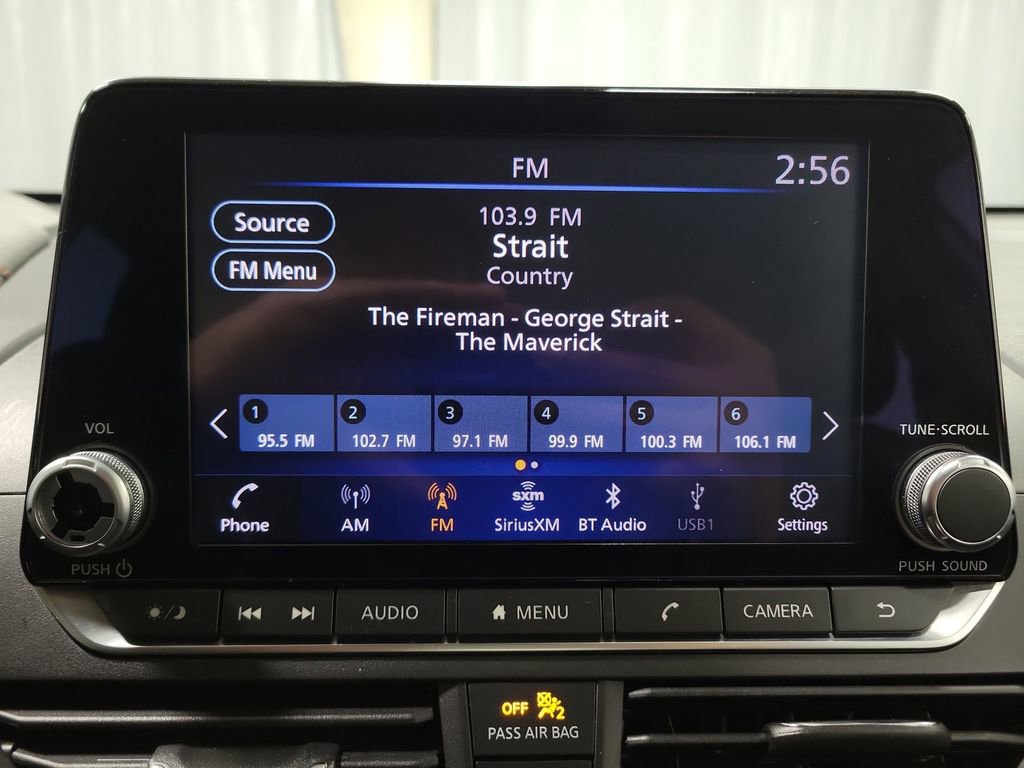 FM
2:56
Source
FM Menu
103.9 FM
Strait
Country
The Fireman - George Strait -
The Maverick
1 2 3 4 5 6
95.5 FM 102.7 FM 97.1 FM 99.9 FM 100.3 FM 106.1 FM
VOL
TUNE·SCROLL
sxm
Phone AM FM SiriusXM BT Audio USB1 Settings
PUSH
PUSH SOUND
AUDIO MENU CAMERA
OFF 2
PASS AIR BAG